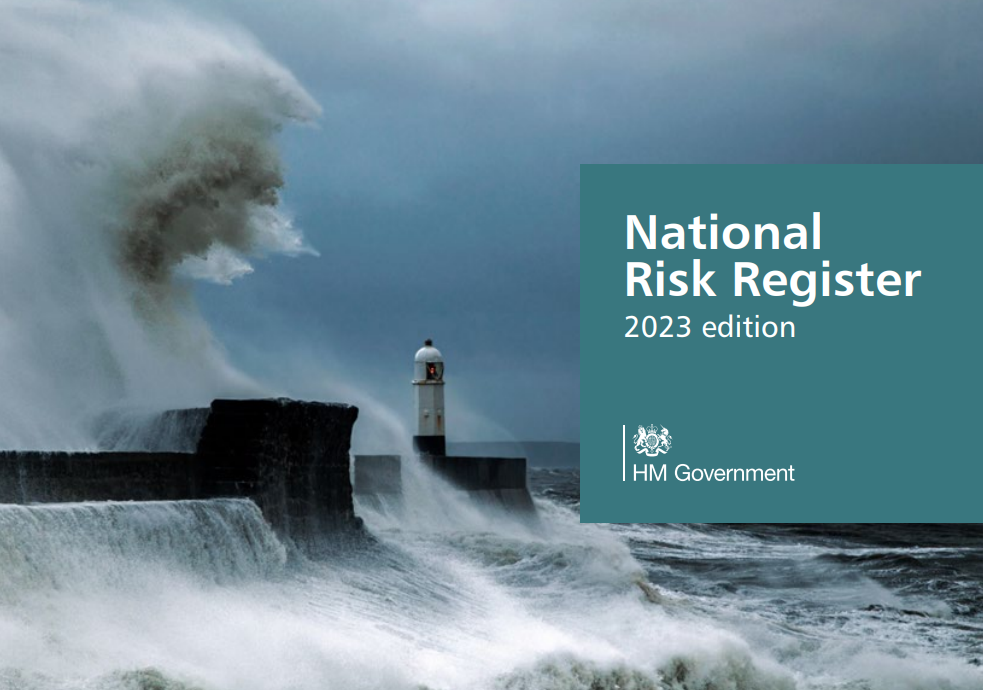 National
Risk Register
2023 edition
HM Government